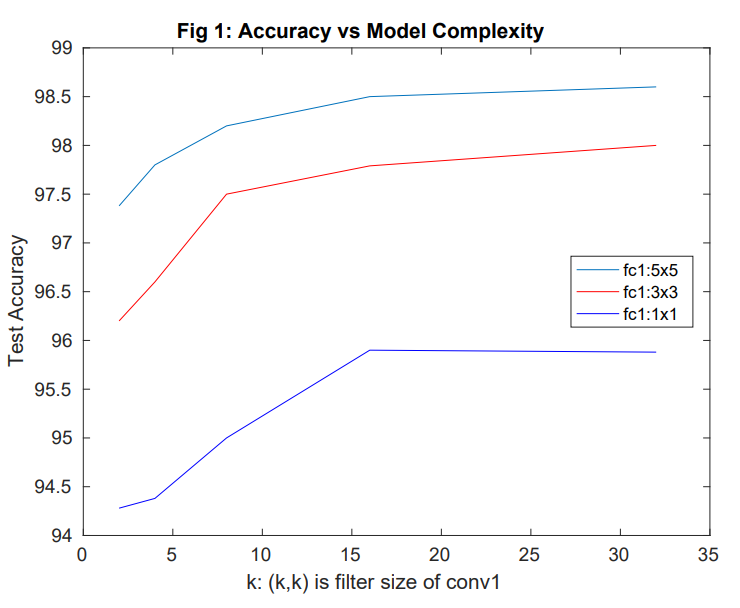 Fig 1: Accuracy vs Model Complexity
99
98.5
98
97.5
97
96.5
96
95.5
95
94.5
94
Test Accuracy
fc1:5x5
fc1:3x3
fc1:1x1
0 5 10 15 20 25 30 35
k: (k,k) is filter size of conv1